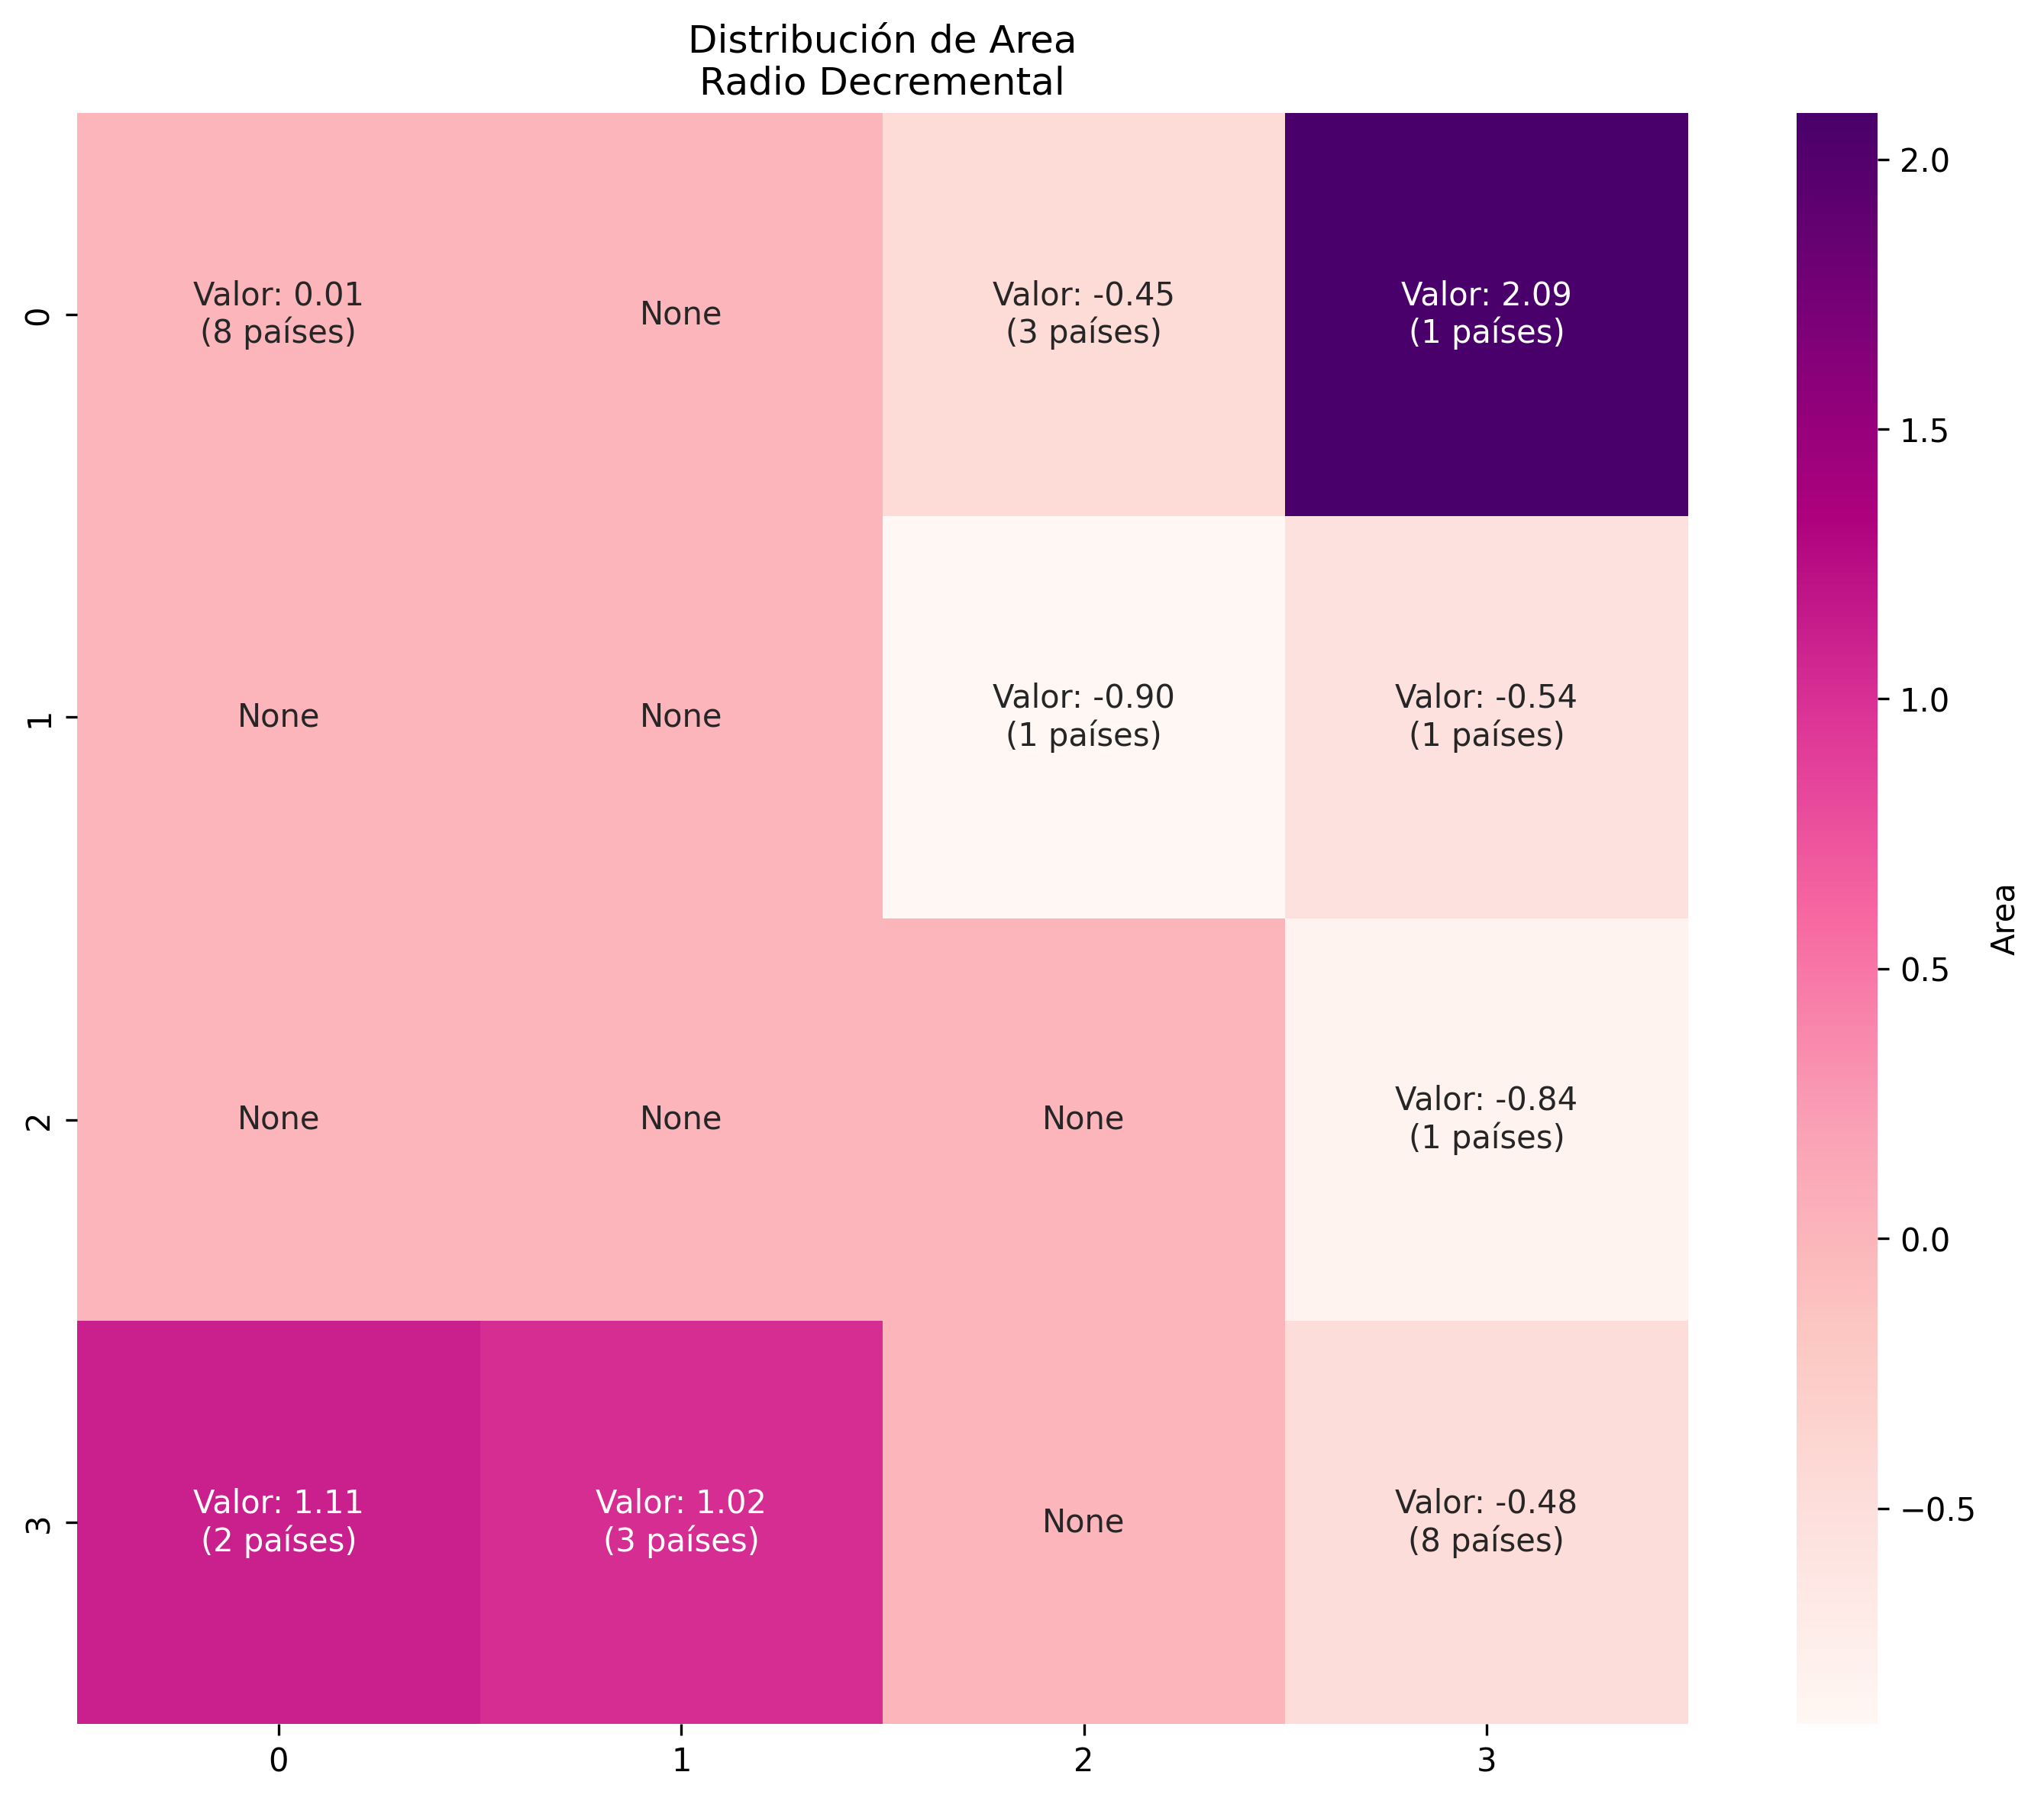 Distribución de Area
Radio Decremental
0
Valor: 0.01
(8 países)
None
Valor: -0.45
(3 países)
Valor: 2.09
(1 países)
1
None
None
Valor: -0.90
(1 países)
Valor: -0.54
(1 países)
2
None
None
None
Valor: -0.84
(1 países)
3
Valor: 1.11
(2 países)
Valor: 1.02
(3 países)
None
Valor: -0.48
(8 países)
0
1
2
3
2.0
1.5
1.0
0.5
0.0
−0.5
Area